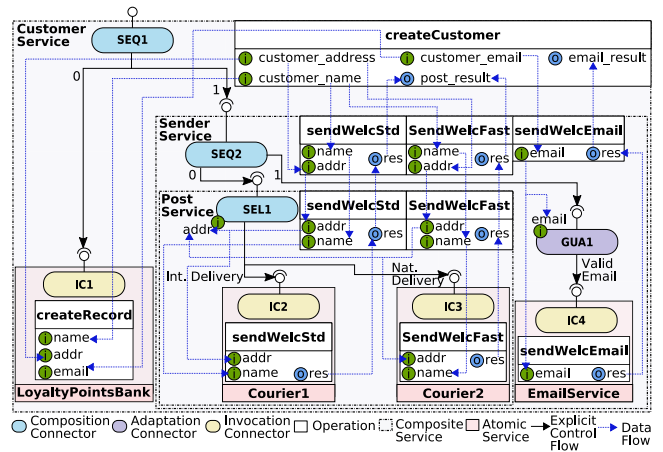 Customer
Service
SEQ1
createCustomer
i customer_address
i customer_email
o email_result
i customer_name
o post_result
0
1
Sender
Service
SEQ2
0
1
sendWelcStd
i name
i addr
o res
sendWelcFast
i name
i addr
o res
sendWelcEmail
i email
o res
Post
Service
SEL1
i
addr
sendWelcStd
i addr
i name
o res
sendWelcFast
i addr
i name
o res
email
i
GUA1
Valid
Email
Int. Delivery
Nat.
Delivery
IC1
createRecord
i name
i addr
i email
LoyaltyPointsBank
IC2
sendWelcStd
i addr
i name
o res
Courier1
IC3
sendWelcFast
i addr
i name
o res
Courier2
IC4
sendWelcEmail
i email
o res
EmailService
Composition
Connector
Adaptation
Connector
Invocation
Connector
Operation
Composite
Service
Atomic
Service
Explicit
Control
Flow
Data
Flow